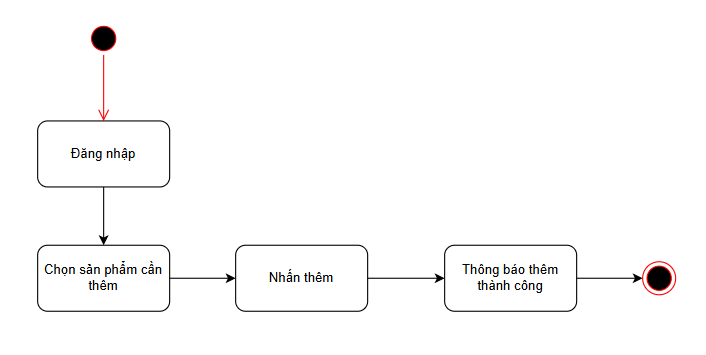 Đăng nhập
Chọn sản phẩm cần
thêm
Nhấn thêm
Thông báo thêm
thành công